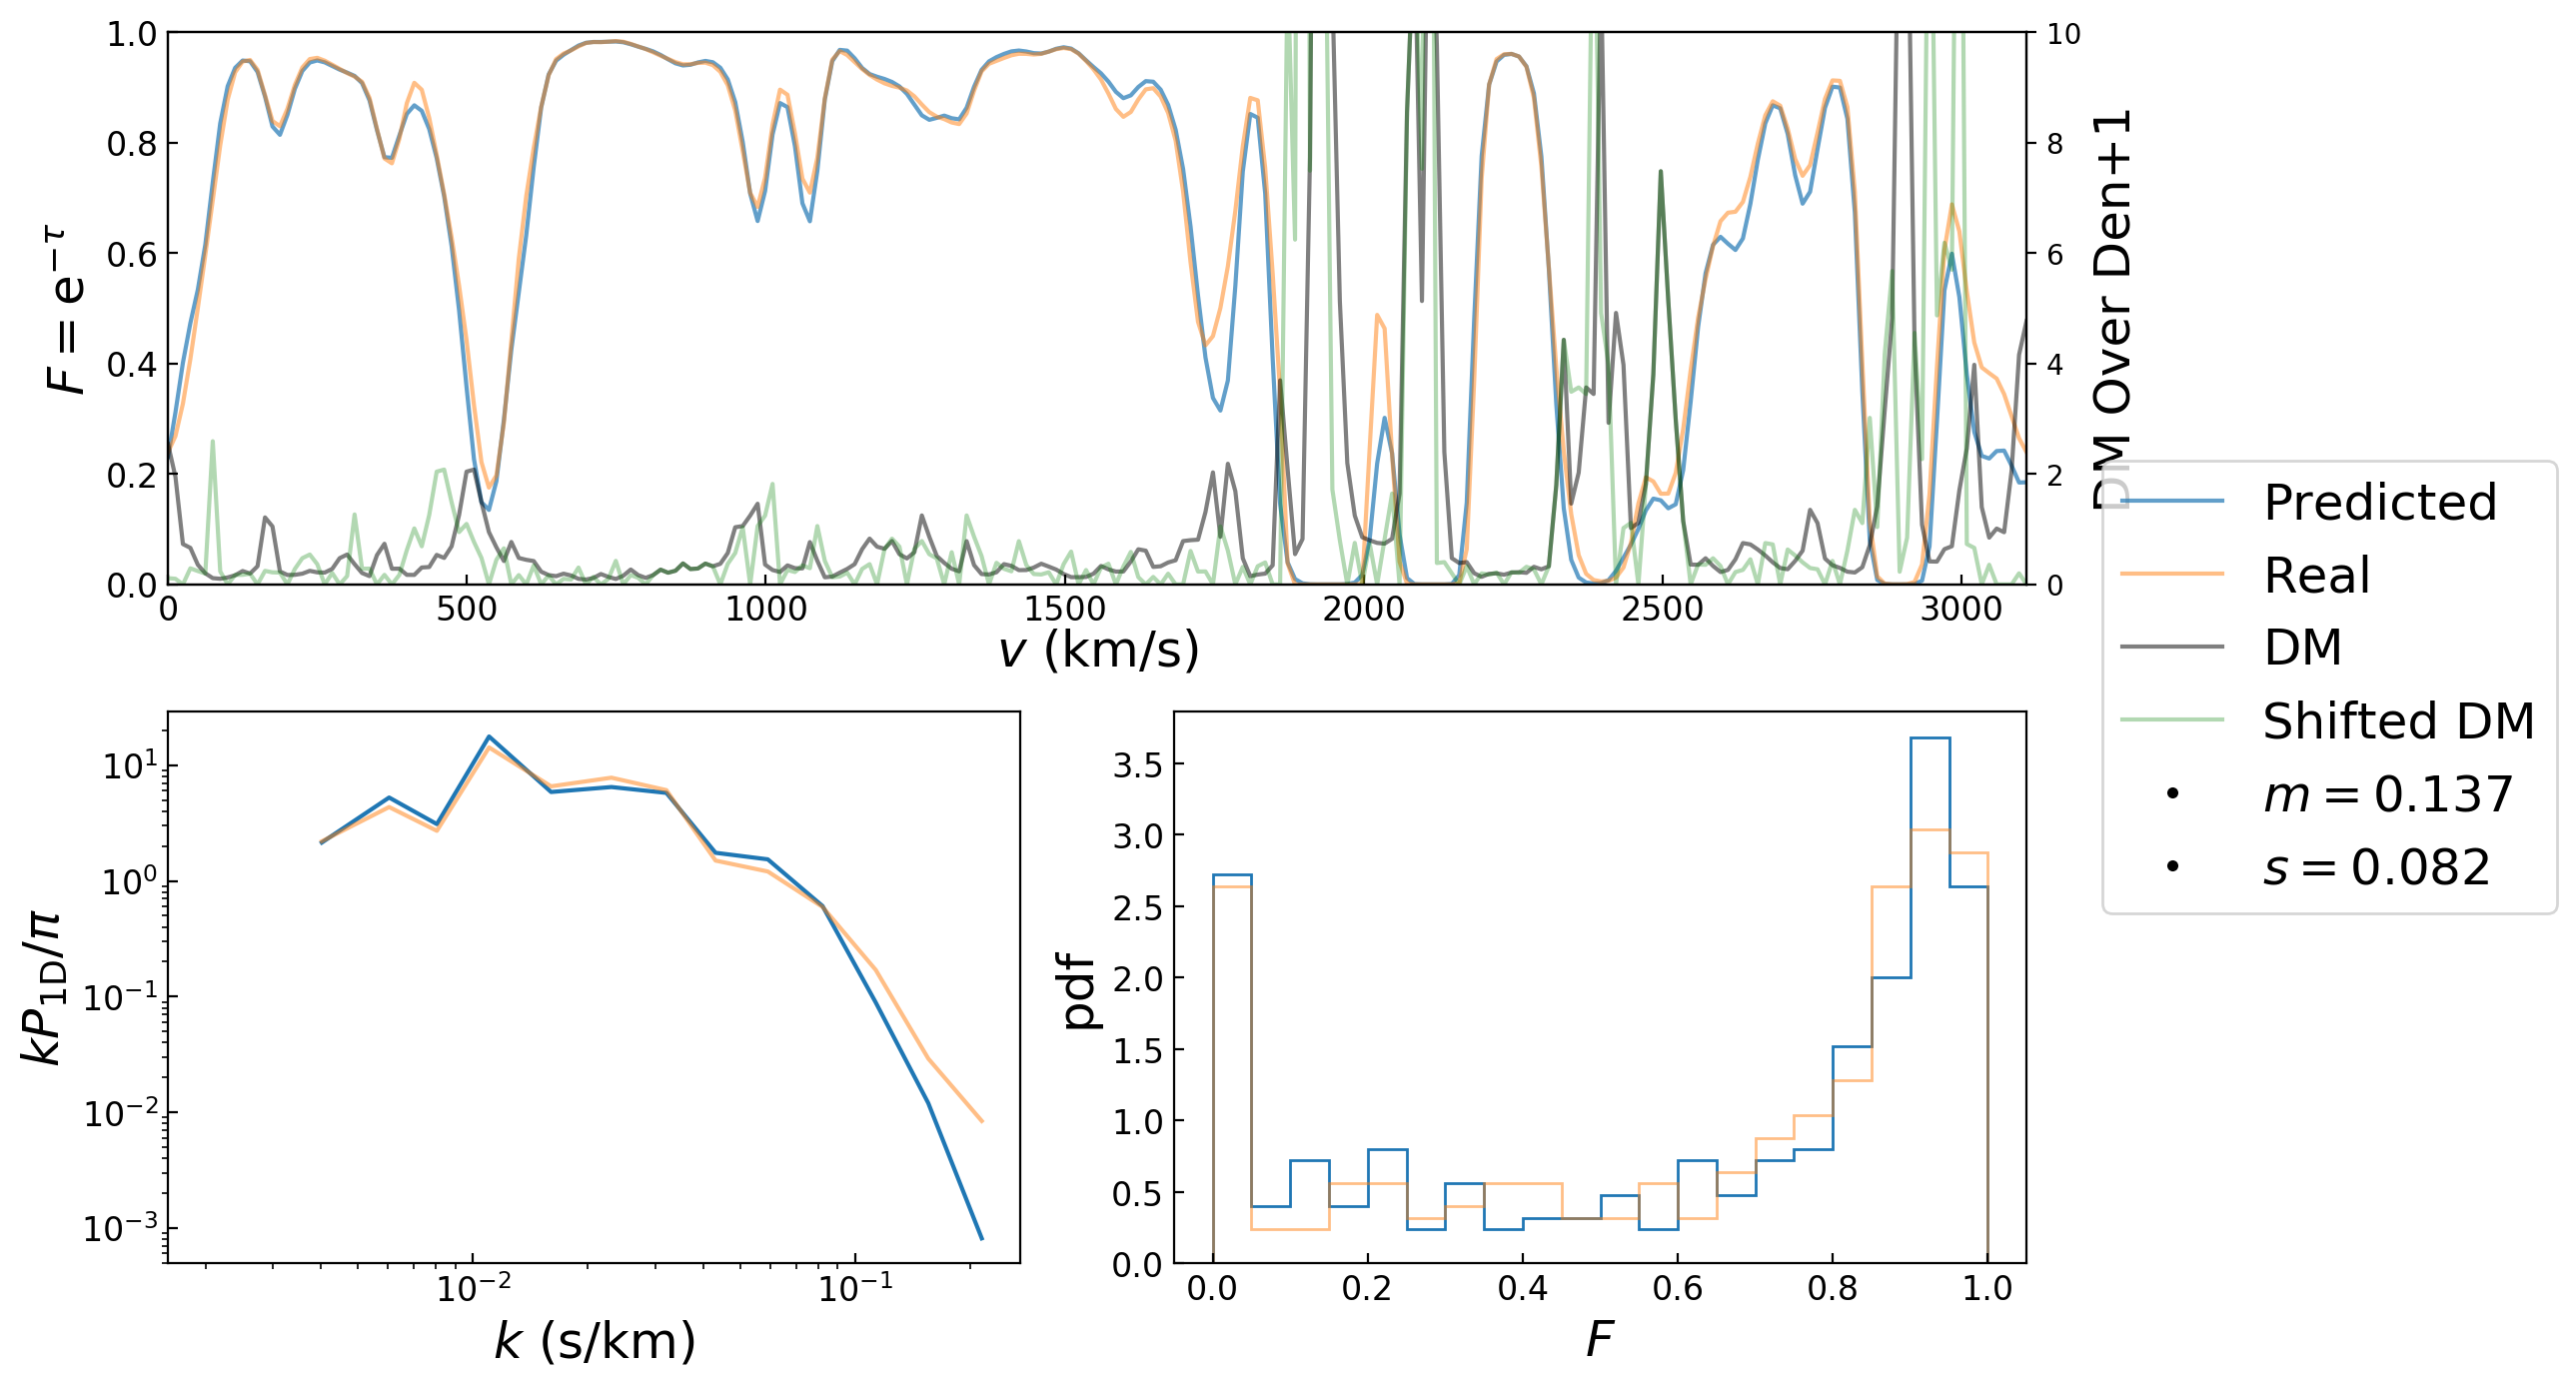 1.0
0.8
0.6
0.4
0.2
0.0
F = e^{−τ}
10
8
6
4
2
0
DM Over Den+1
0 500 1000 1500 2000 2500 3000
v (km/s)
Predicted
Real
DM
Shifted DM
m = 0.137
s = 0.082
10^1
10^0
10^{−1}
10^{−2}
10^{−3}
kP_{1D}/π
10^{−2} 10^{−1}
k (s/km)
3.5
3.0
2.5
2.0
1.5
1.0
0.5
0.0
pdf
0.0 0.2 0.4 0.6 0.8 1.0
F